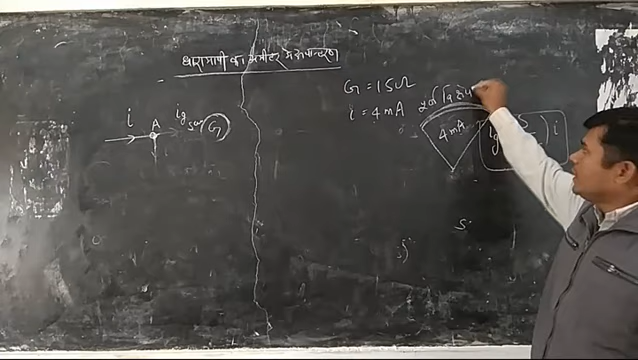 धारामापी का अमीटर में रूपान्तरण
G = 15Ω
i = 4mA
पूर्ण
4mA
i
A
ig
G
S
ig
) i
S